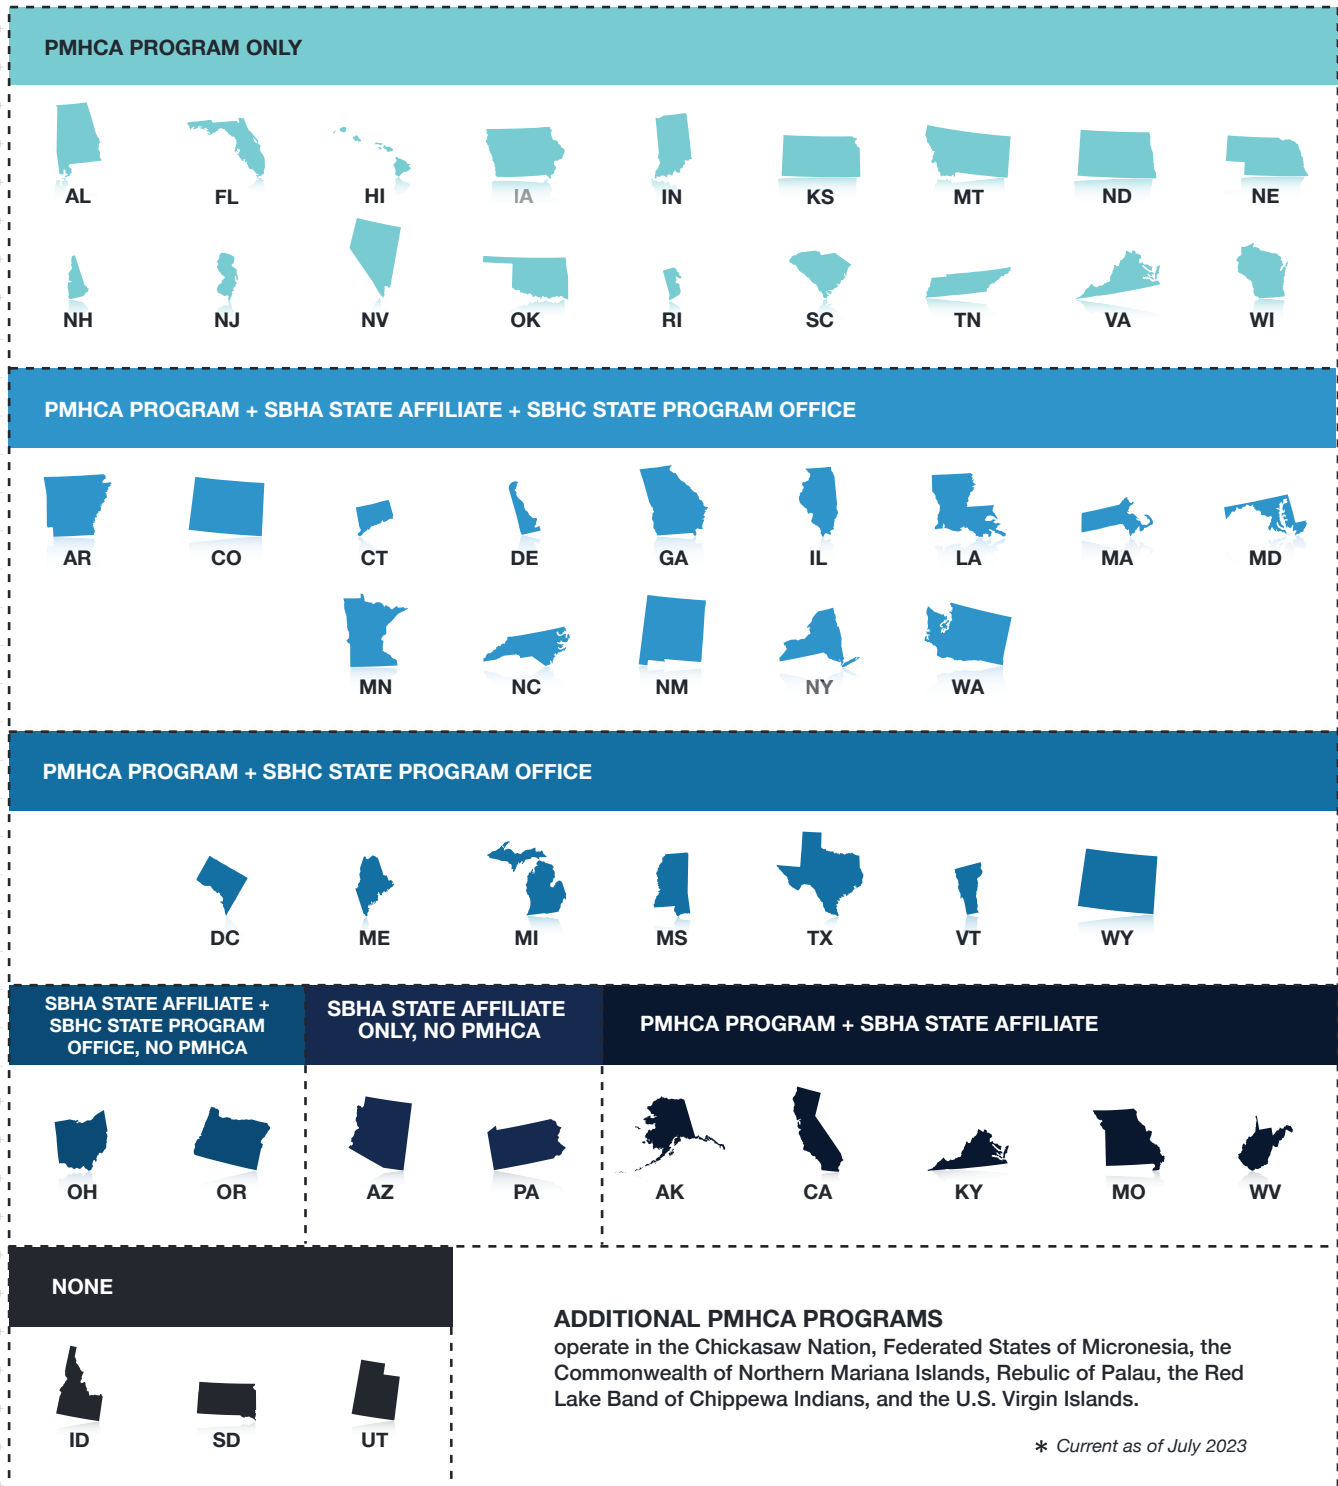 PMHCA PROGRAM ONLY
AL FL HI IA IN KS MT ND NE
NH NJ NV OK RI SC TN VA WI
PMHCA PROGRAM + SBHA STATE AFFILIATE + SBHC STATE PROGRAM OFFICE
AR CO CT DE GA IL LA MA MD
MN NC NM NY WA
PMHCA PROGRAM + SBHC STATE PROGRAM OFFICE
DC ME MI MS TX VT WY
SBHA STATE AFFILIATE +
SBHC STATE PROGRAM
OFFICE, NO PMHCA
OH OR
SBHA STATE AFFILIATE
ONLY, NO PMHCA
AZ PA
PMHCA PROGRAM + SBHA STATE AFFILIATE
AK CA KY MO WV
NONE
ID SD UT
ADDITIONAL PMHCA PROGRAMS
operate in the Chickasaw Nation, Federated States of Micronesia, the
Commonwealth of Northern Mariana Islands, Rebulic of Palau, the Red
Lake Band of Chippewa Indians, and the U.S. Virgin Islands.
* Current as of July 2023